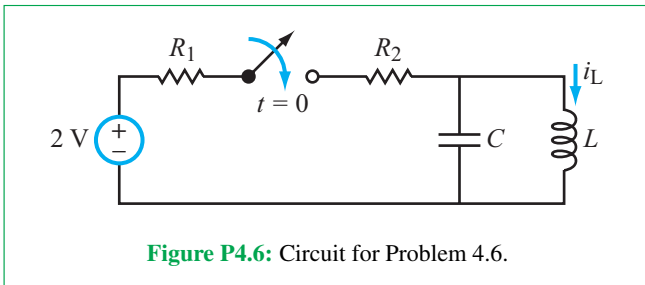 R1
R2
iL
t = 0
2 V
+
−
C
L
Figure P4.6: Circuit for Problem 4.6.